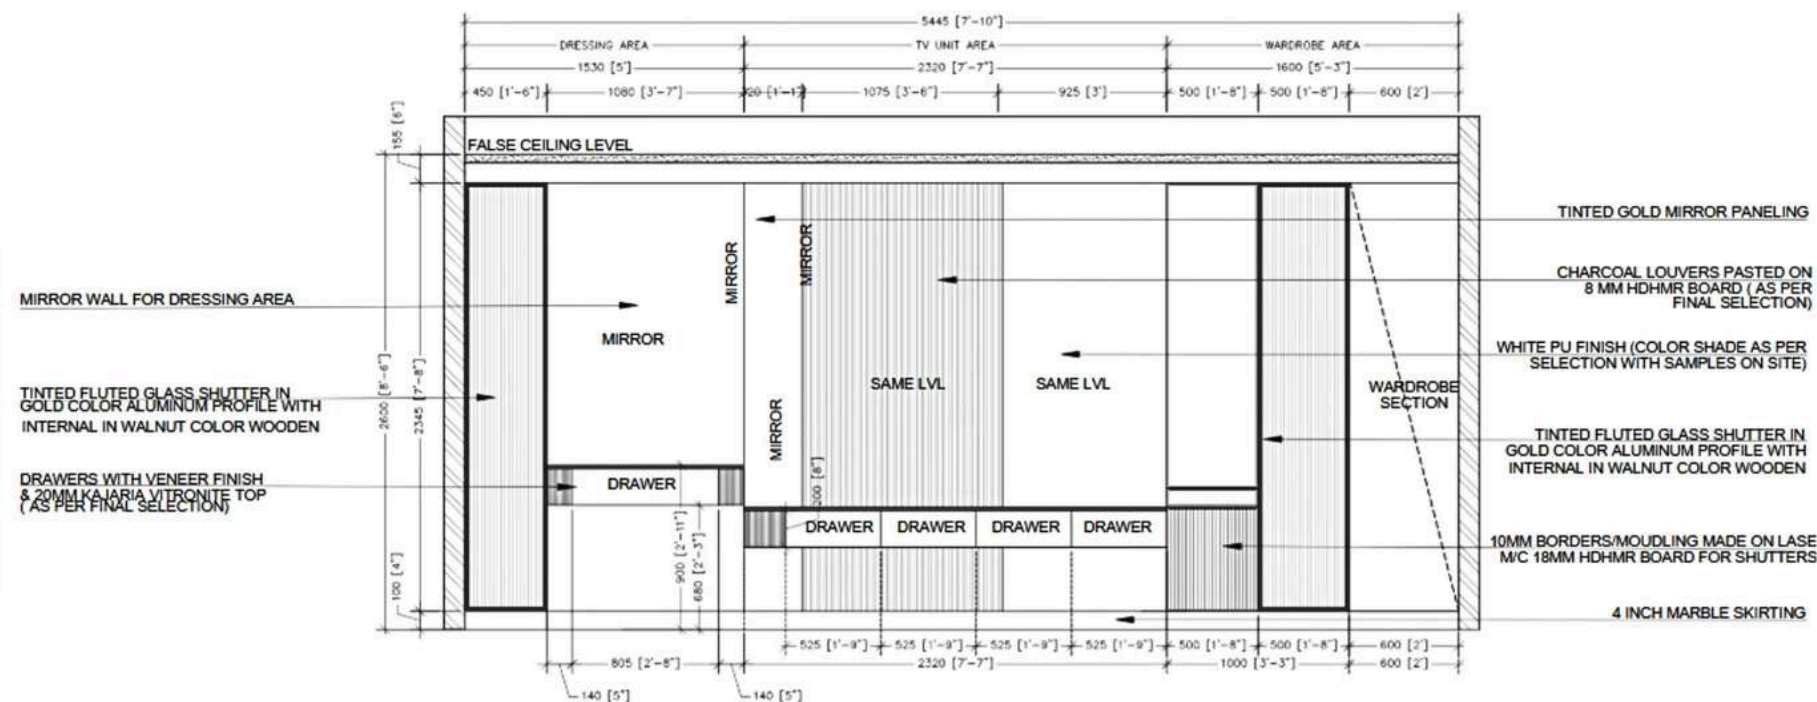 5445 [7'-10"]
DRESSING AREA
TV UNIT AREA
WARDROBE AREA
1530 [5']
2320 [7'-7"]
1600 [5'-3"]
450 [1'-6"]
1080 [3'-7"]
1075 [3'-6"]
925 [3']
500 [1'-8"]
500 [1'-8"]
600 [2']
155 [6"]
FALSE CEILING LEVEL
TINTED GOLD MIRROR PANELING
MIRROR
MIRROR
CHARCOAL LOUVERS PASTED ON
8 MM HDHMR BOARD ( AS PER
FINAL SELECTION)
MIRROR WALL FOR DRESSING AREA
MIRROR
WHITE PU FINISH (COLOR SHADE AS PER
SELECTION WITH SAMPLES ON SITE)
2600 [8'-6"]
2345 [7'-8"]
SAME LVL
SAME LVL
WARDROBE
SECTION
TINTED FLUTED GLASS SHUTTER IN
GOLD COLOR ALUMINUM PROFILE WITH
INTERNAL IN WALNUT COLOR WOODEN
MIRROR
TINTED FLUTED GLASS SHUTTER IN
GOLD COLOR ALUMINUM PROFILE WITH
INTERNAL IN WALNUT COLOR WOODEN
DRAWERS WITH VENEER FINISH
& 20MM KAJARIA VITRONITE TOP
( AS PER FINAL SELECTION)
DRAWER
200 [8"]
DRAWER
DRAWER
DRAWER
DRAWER
900 [2'-11"]
680 [2'-3"]
10MM BORDERS/MOUDLING MADE ON LASE
M/C 18MM HDHMR BOARD FOR SHUTTERS
100 [4"]
4 INCH MARBLE SKIRTING
525 [1'-9"]
525 [1'-9"]
525 [1'-9"]
525 [1'-9"]
500 [1'-8"]
500 [1'-8"]
600 [2']
805 [2'-8"]
2320 [7'-7"]
1000 [3'-3"]
600 [2']
140 [5"]
140 [5"]